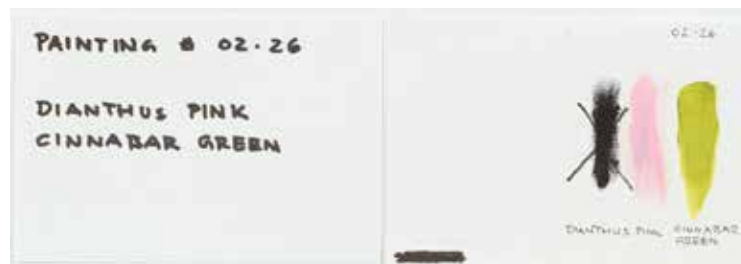 PAINTING # 02.26
DIANTHUS PINK
CINNABAR GREEN
02-26
DIANTHUS PINK
CINNABAR
GREEN